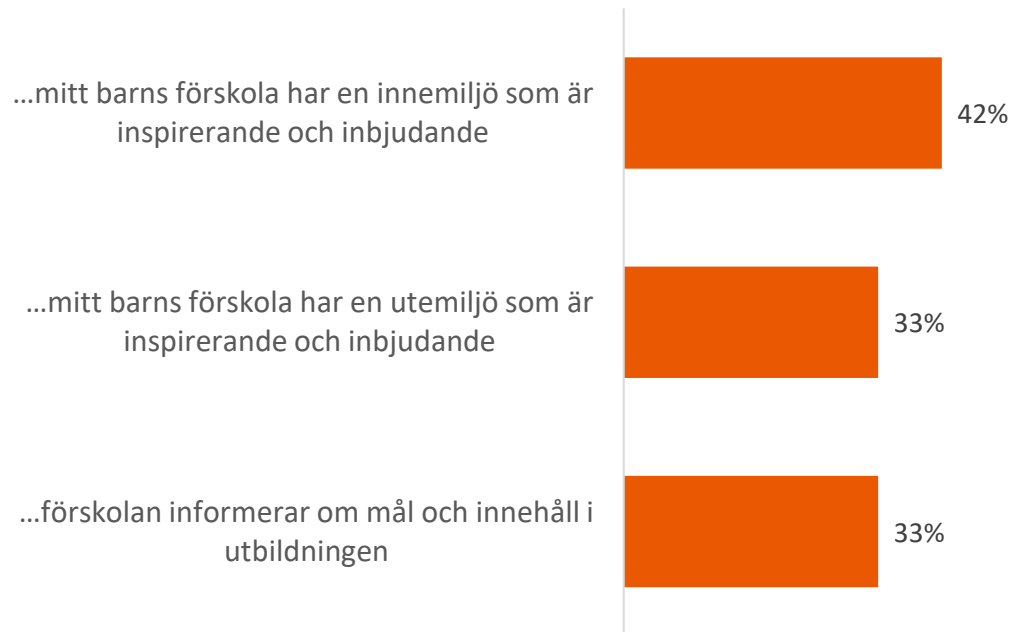 ...mitt barns förskola har en innemiljö som är
inspirerande och inbjudande
42%
...mitt barns förskola har en utemiljö som är
inspirerande och inbjudande
33%
...förskolan informerar om mål och innehåll i
utbildningen
33%